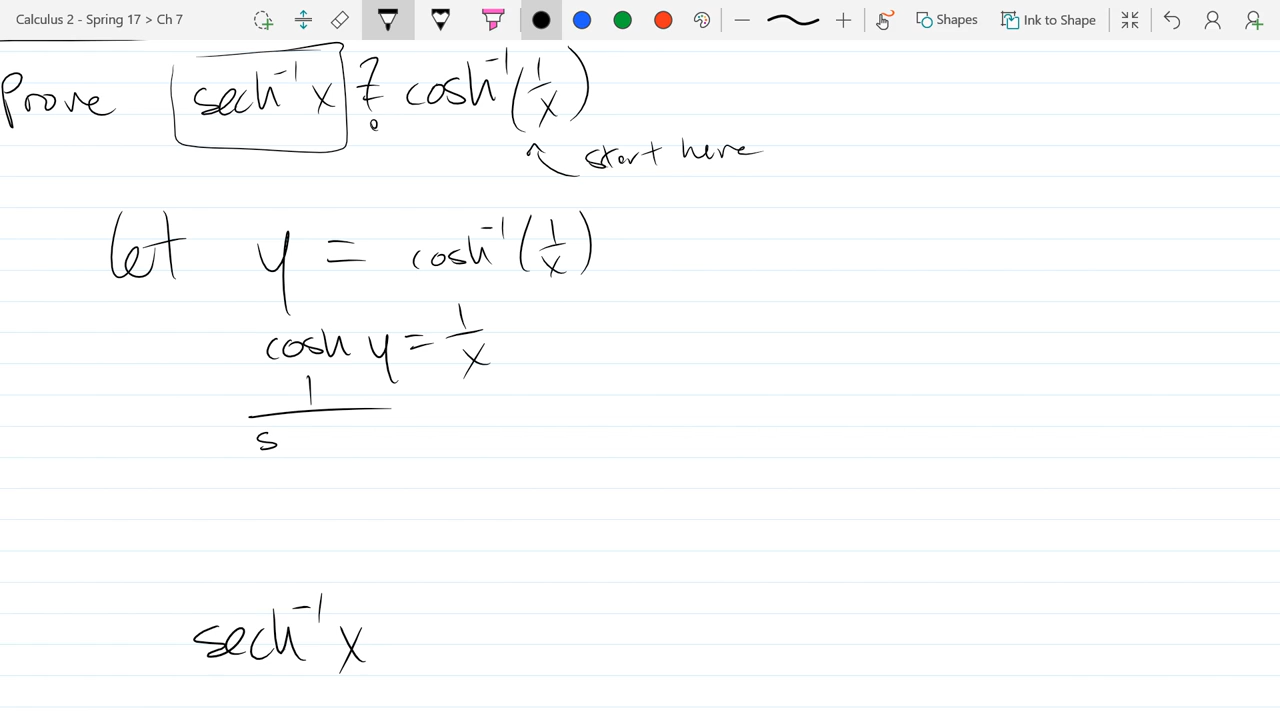 Calculus 2 - Spring 17 > Ch 7 Shapes Ink to Shape
Prove sech⁻¹ x ≟ cosh⁻¹(1/x)
start here
let y = cosh⁻¹(1/x)
cosh y = 1/x
1/s
sech⁻¹ x